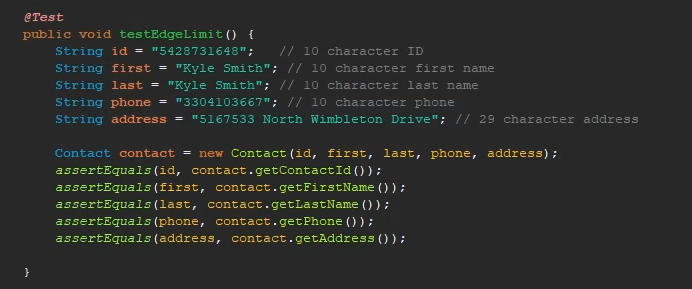 @Test
public void testEdgeLimit() {
String id = "5428731648"; // 10 character ID
String first = "Kyle Smith"; // 10 character first name
String last = "Kyle Smith"; // 10 character last name
String phone = "3304103667"; // 10 character phone
String address = "5167533 North Wimbleton Drive"; // 29 character address
Contact contact = new Contact(id, first, last, phone, address);
assertEquals(id, contact.getContactId());
assertEquals(first, contact.getFirstName());
assertEquals(last, contact.getLastName());
assertEquals(phone, contact.getPhone());
assertEquals(address, contact.getAddress());
}